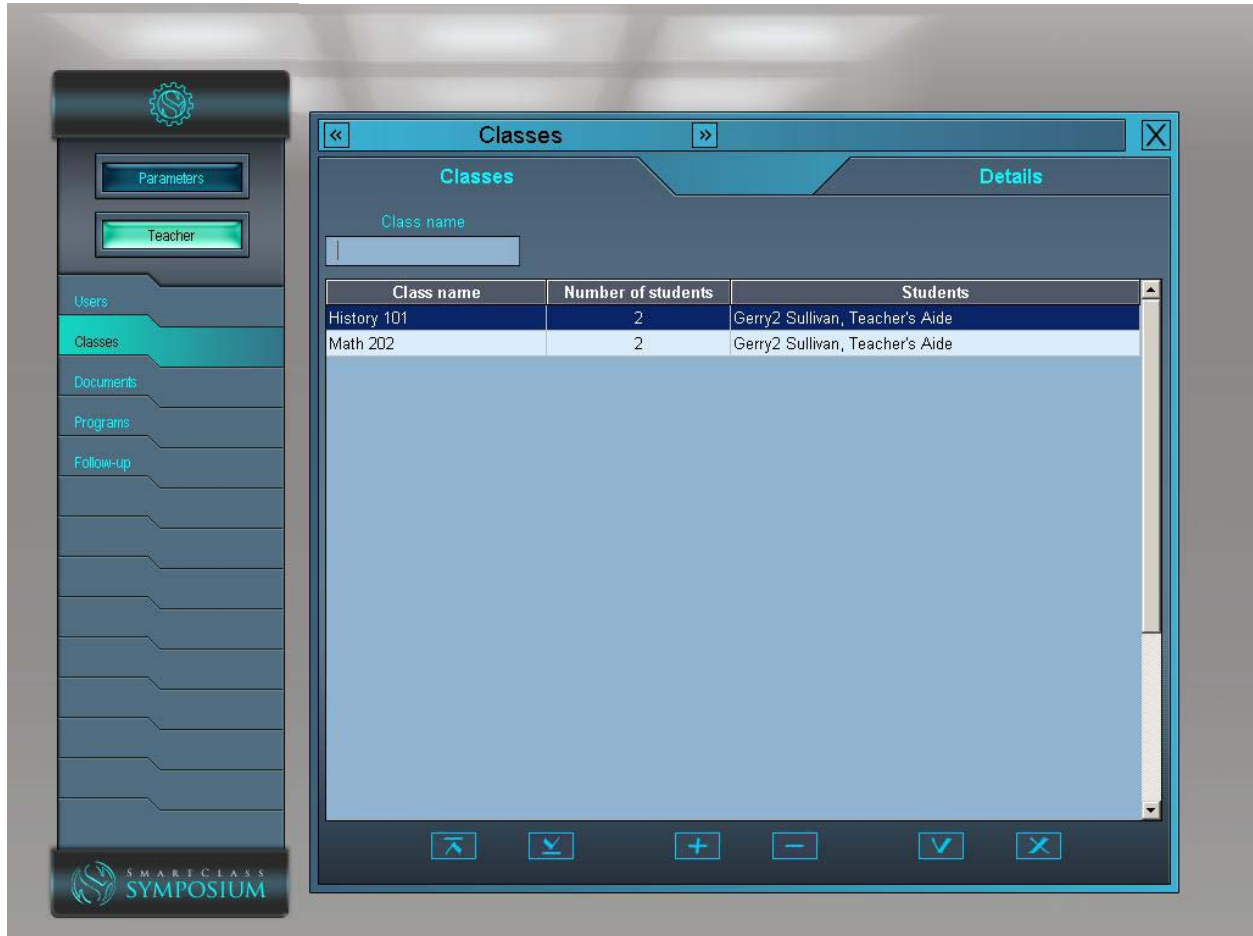 Parameters
Teacher
Users
Classes
Documents
Programs
Follow-up
SMARTCLASS
SYMPOSIUM
« Classes » X
Classes Details
Class name
Class name Number of students Students
History 101 2 Gerry2 Sullivan, Teacher's Aide
Math 202 2 Gerry2 Sullivan, Teacher's Aide